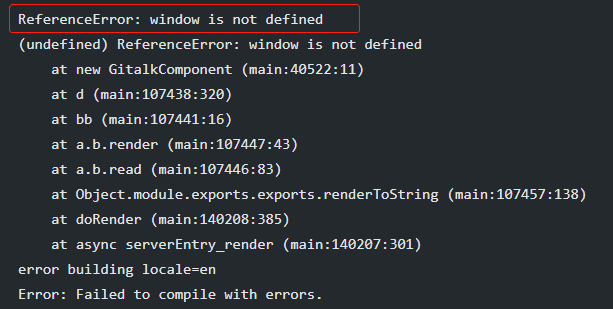 ReferenceError: window is not defined
(undefined) ReferenceError: window is not defined
    at new GitalkComponent (main:40522:11)
    at d (main:107438:320)
    at bb (main:107441:16)
    at a.b.render (main:107447:43)
    at a.b.read (main:107446:83)
    at Object.module.exports.exports.renderToString (main:107457:138)
    at doRender (main:140208:385)
    at async serverEntry_render (main:140207:301)
error building locale=en
Error: Failed to compile with errors.